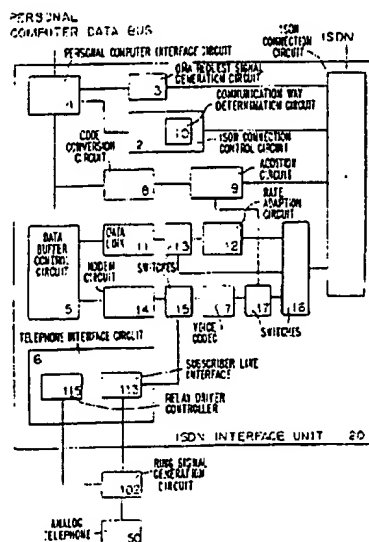 PERSONAL
COMPUTER DATA BUS
PERSONAL COMPUTER INTERFACE CIRCUIT
ISDN
CONNECTION
CIRCUIT
ISDN
REQUEST SIGNAL
GENERATION
CIRCUIT
4
3
COMMUNICATION WAY
DETERMINATION CIRCUIT
10
2
CODE
CONVERSION
CIRCUIT
ISDN CONNECTION
CONTROL CIRCUIT
CIRCUIT
8
9
RATE
ADAPTION
CIRCUIT
DATA
BUFFER
CONTROL
CIRCUIT
5
DATA
11
13
12
SWITCHES
MODEM
CIRCUIT
14
15
7
17
16
VOICE
CODEC
SWITCHES
TELEPHONE INTERFACE CIRCUIT
6
SUBSCRIBER LINE
INTERFACE
115
113
RELAY DRIVER
CONTROLLER
ISDN INTERFACE UNIT 20
RING SIGNAL
GENERATION
CIRCUIT
102
ANALOG
TELEPHONE
50